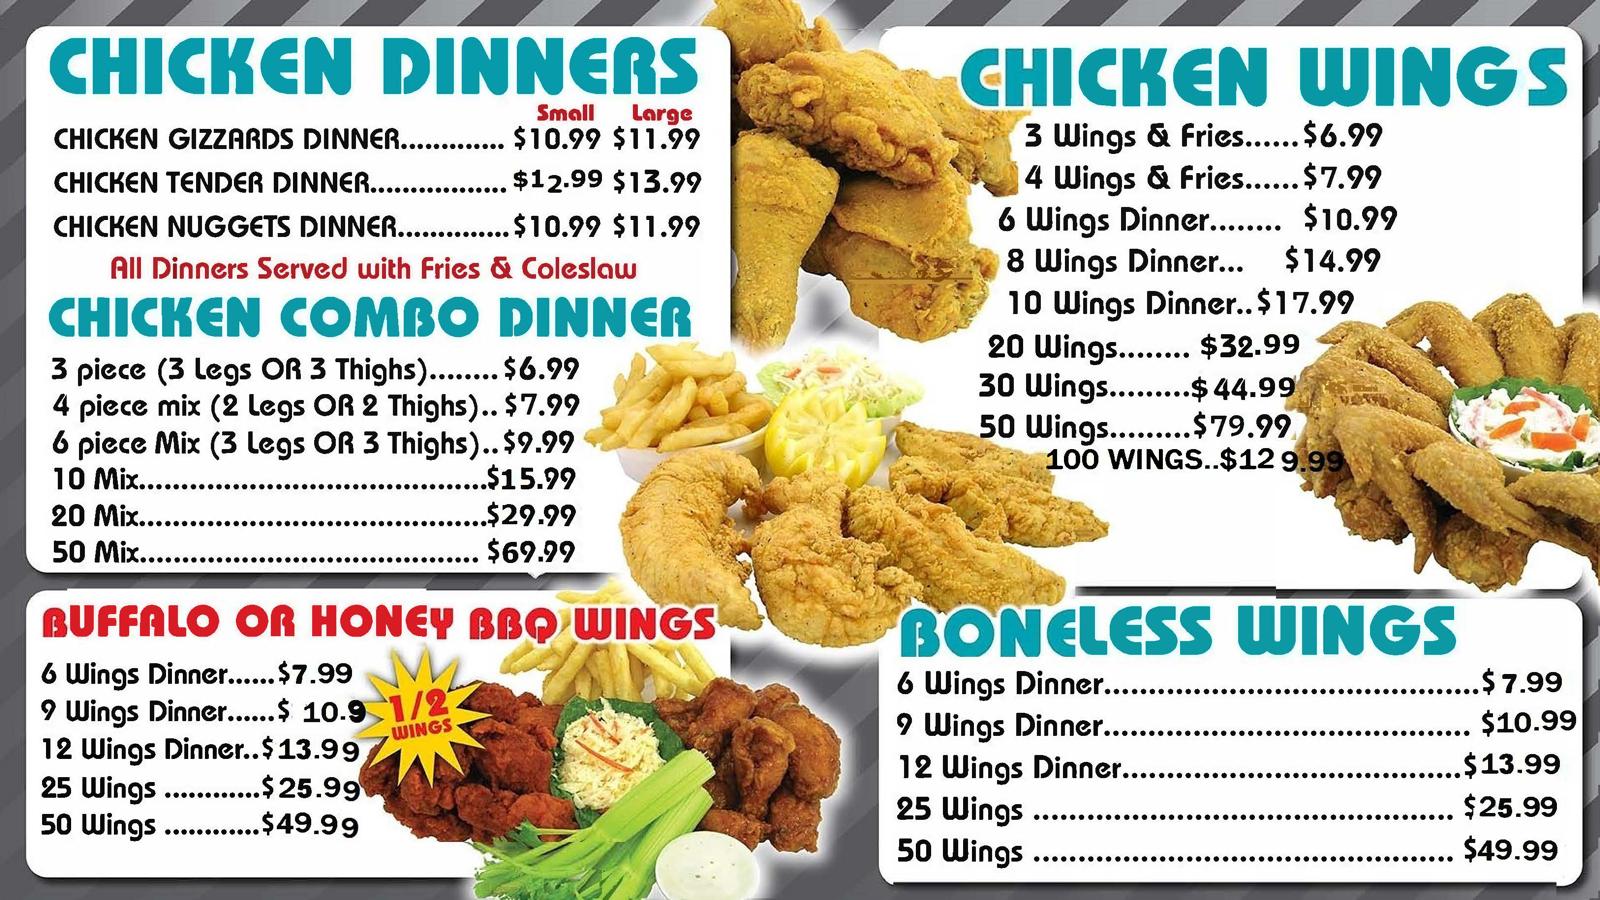 CHICKEN DINNERS
Small Large
CHICKEN GIZZARDS DINNER............. $10.99 $11.99
CHICKEN TENDER DINNER................. $12.99 $13.99
CHICKEN NUGGETS DINNER.............. $10.99 $11.99
All Dinners Served with Fries & Coleslaw
CHICKEN COMBO DINNER
3 piece (3 Legs OR 3 Thighs)........ $6.99
4 piece mix (2 Legs OR 2 Thighs).. $7.99
6 piece Mix (3 Legs OR 3 Thighs).. $9.99
10 Mix...........................................$15.99
20 Mix...........................................$29.99
50 Mix.......................................... $69.99
CHICKEN WINGS
3 Wings & Fries......$6.99
4 Wings & Fries......$7.99
6 Wings Dinner........ $10.99
8 Wings Dinner... $14.99
10 Wings Dinner..$17.99
20 Wings........ $32.99
30 Wings.........$ 44.99
50 Wings.........$79.99
100 WINGS..$12 9.99
BUFFALO OR HONEY BBQ WINGS
6 Wings Dinner......$7.99
9 Wings Dinner......$ 10.9
12 Wings Dinner..$13.99
25 Wings ............$25.99
50 Wings ............$49.99
1/2
WINGS
BONELESS WINGS
6 Wings Dinner...............................................$7.99
9 Wings Dinner.............................................. $10.99
12 Wings Dinner...........................................$13.99
25 Wings ..................................................... $25.99
50 Wings ..................................................... $49.99